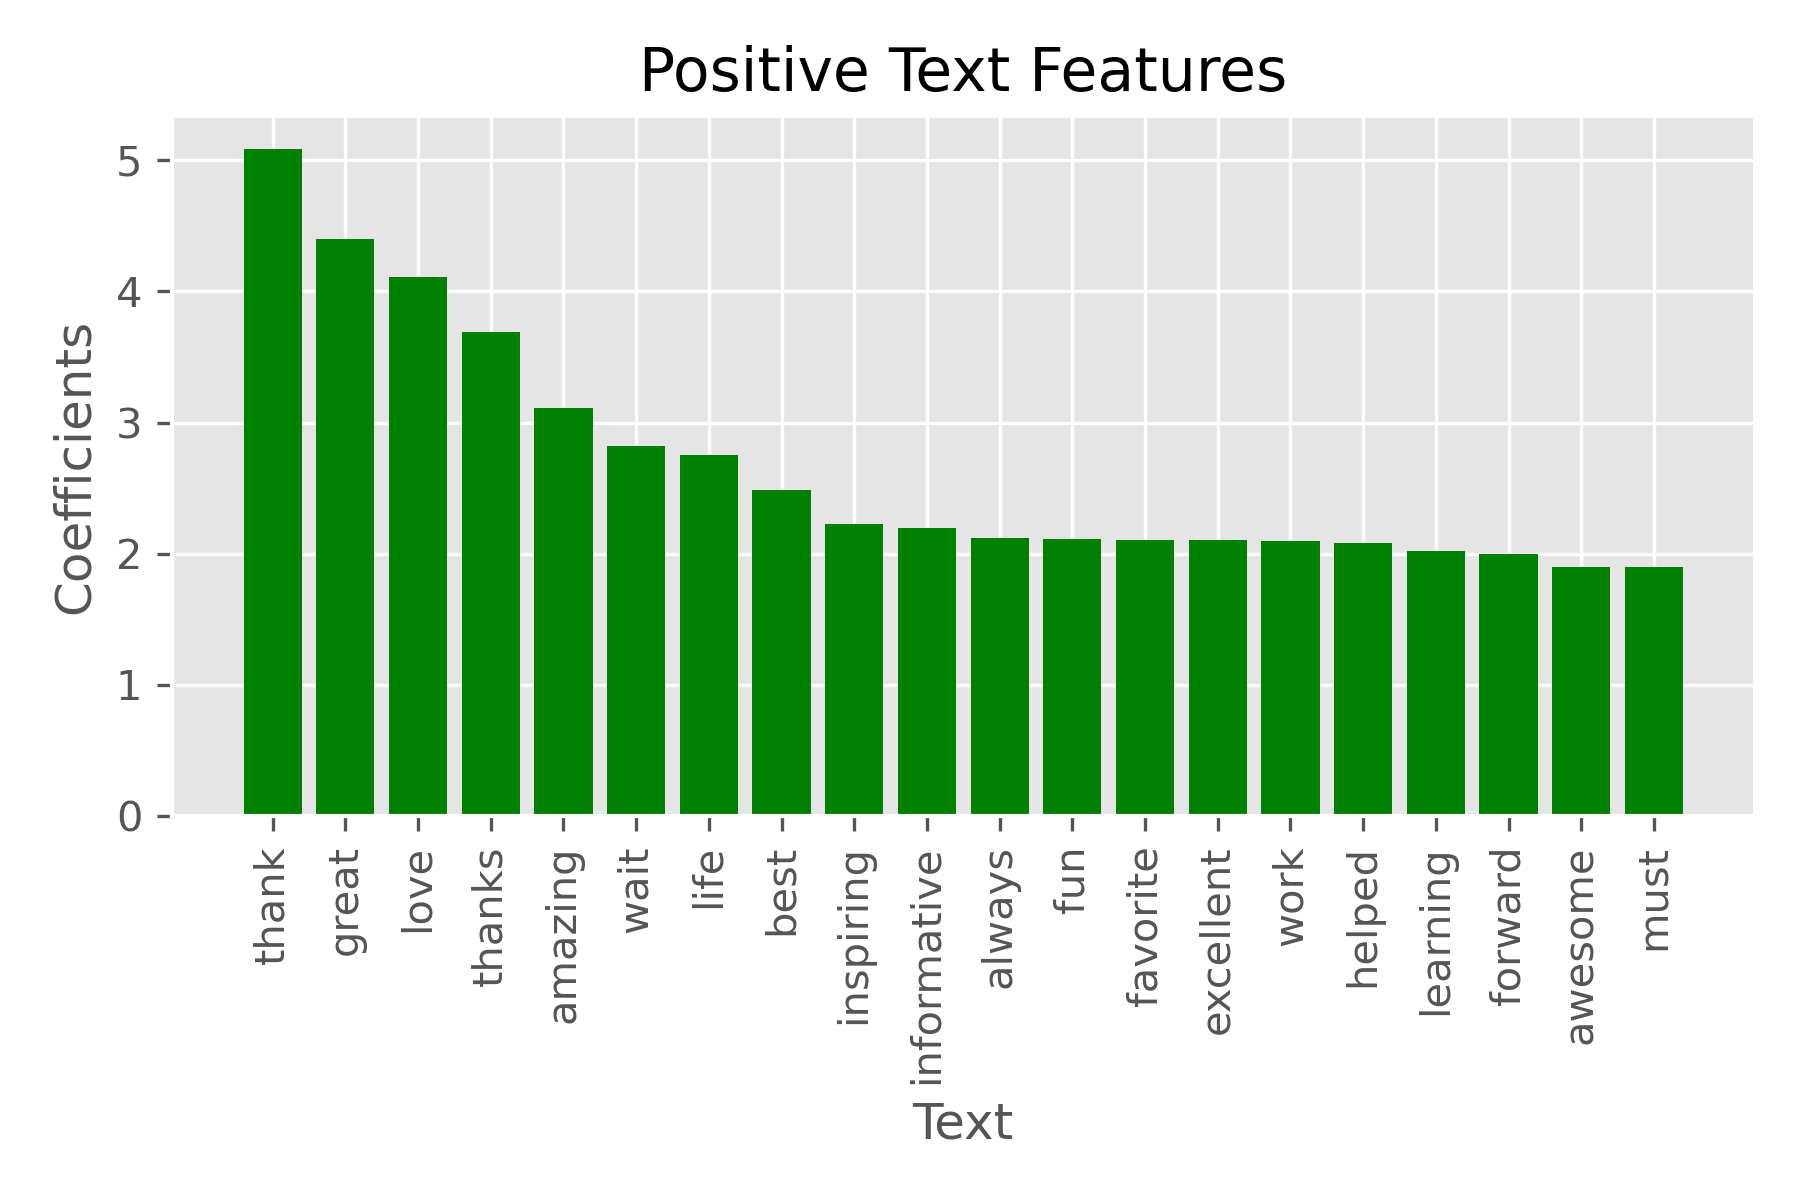 Positive Text Features
Coefficients
5
4
3
2
1
0
thank
great
love
thanks
amazing
wait
life
best
inspiring
informative
always
fun
favorite
excellent
work
helped
learning
forward
awesome
must
Text